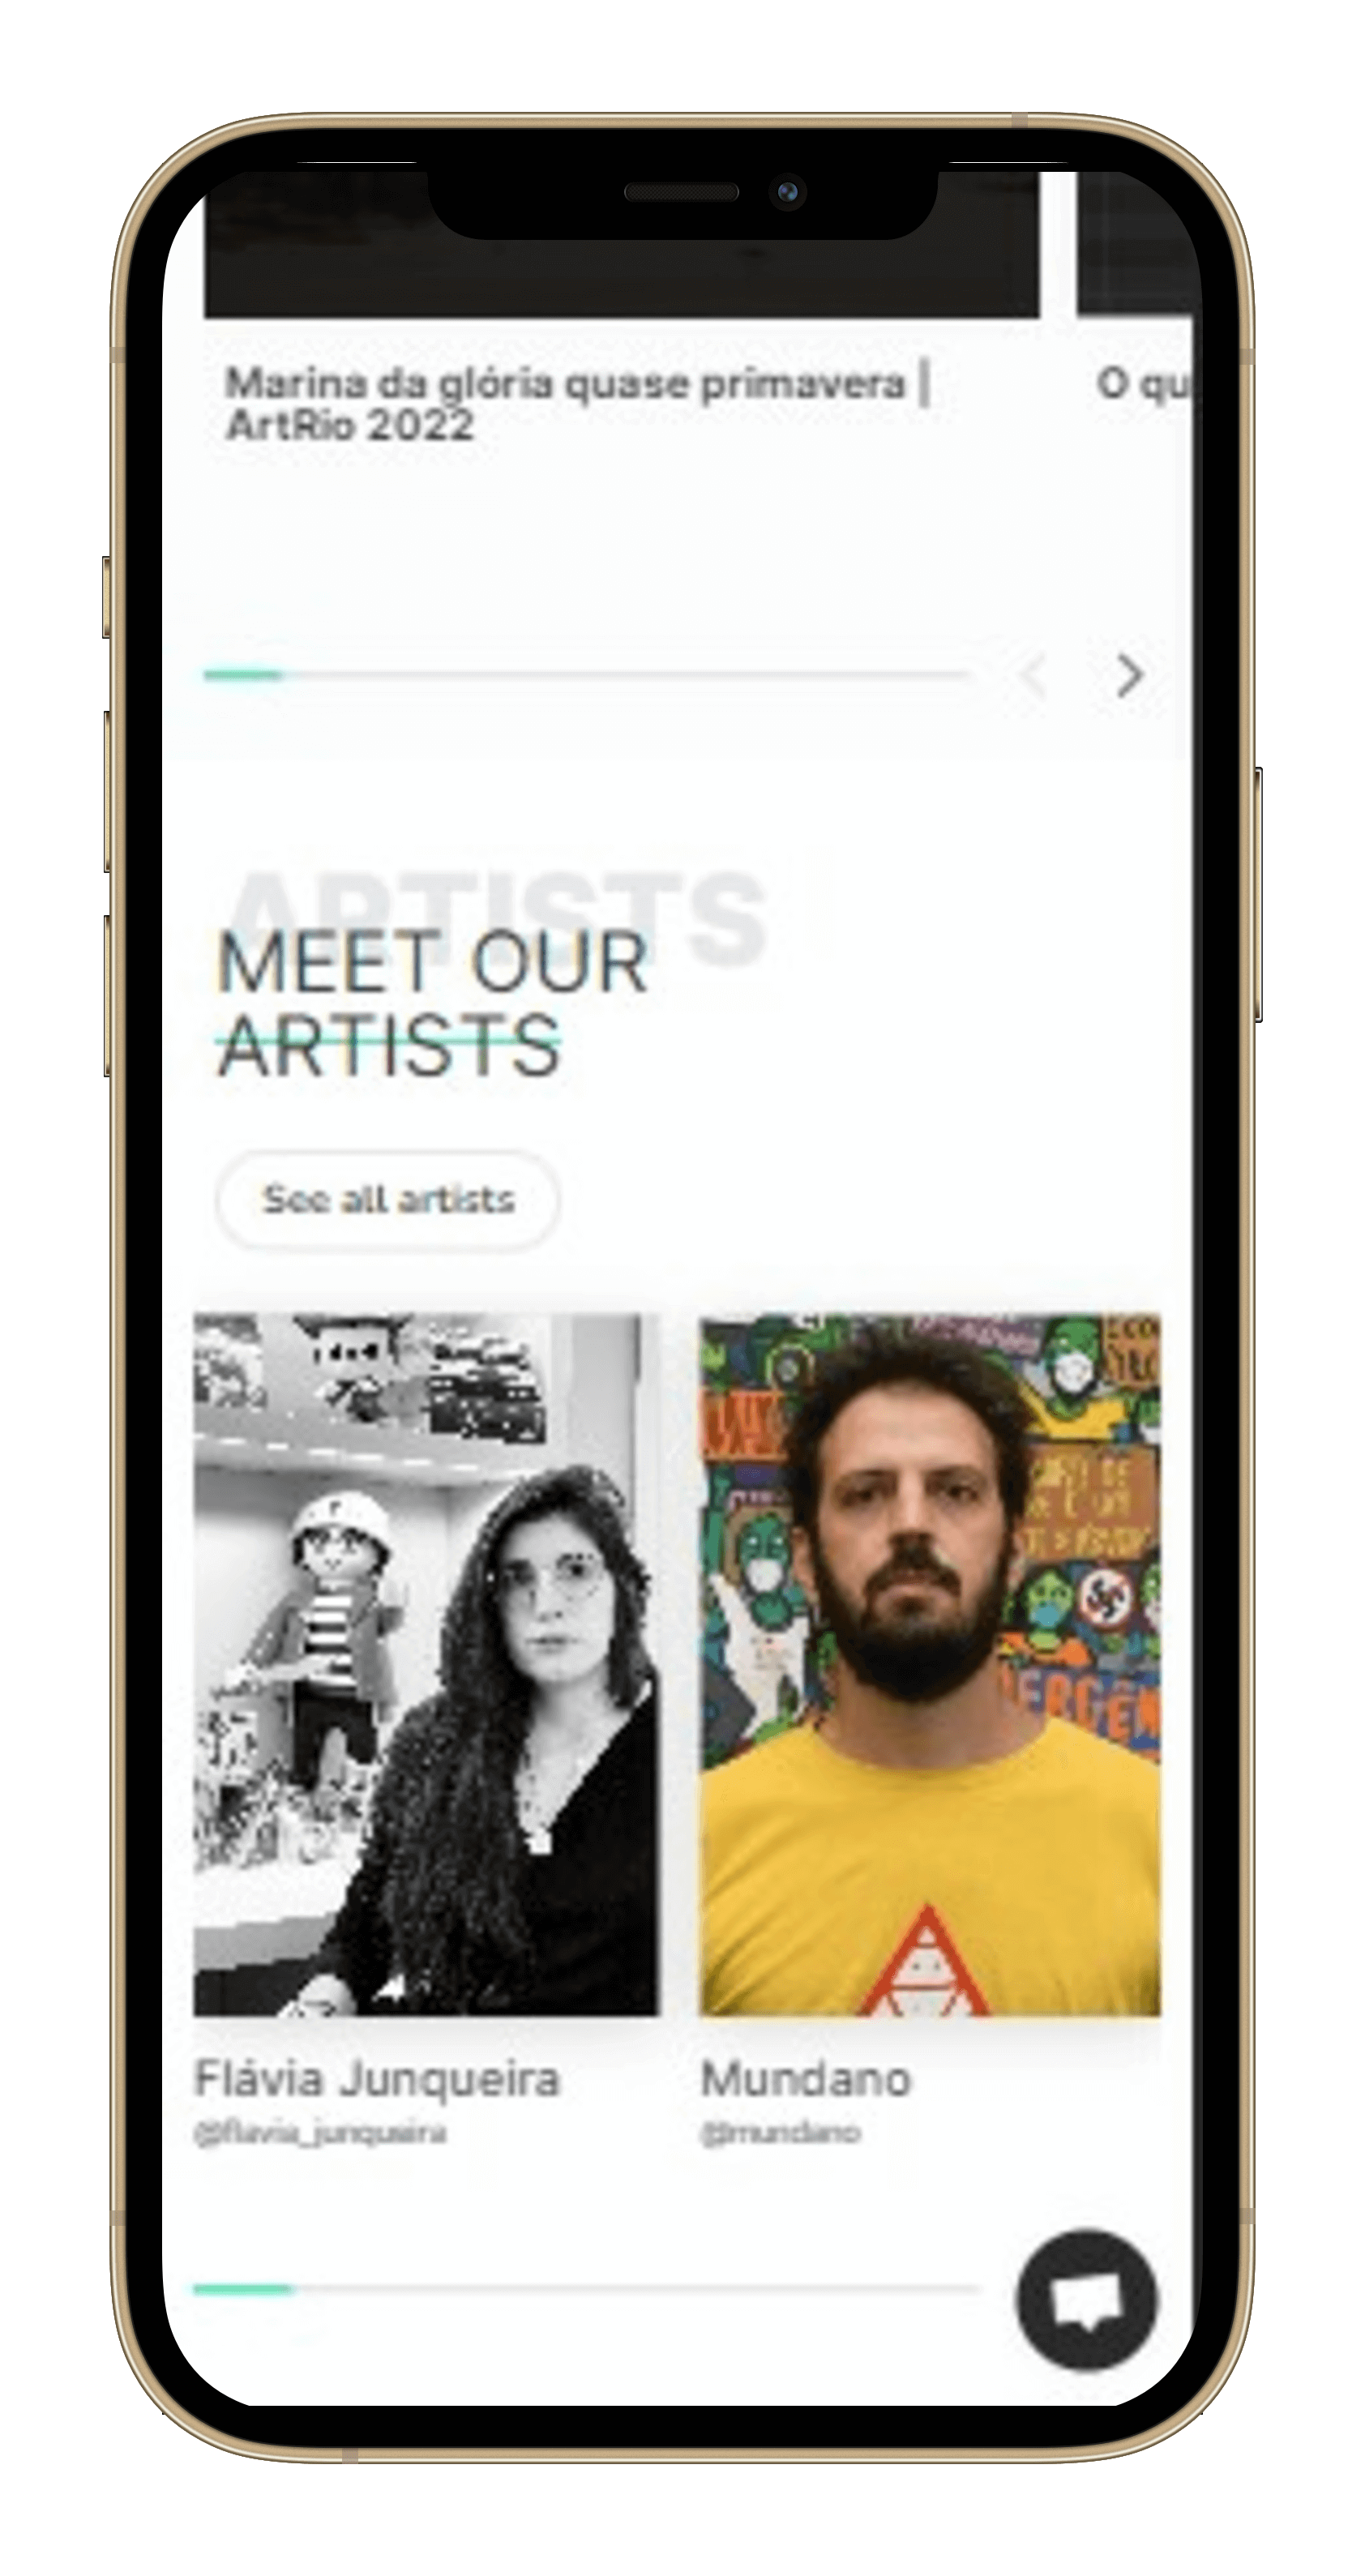 Marina da glória quase primavera |
ArtRio 2022
O qu
ARTISTS
MEET OUR
ARTISTS
See all artists
Flávia Junqueira
@flavia_junqueira
Mundano
@mundano